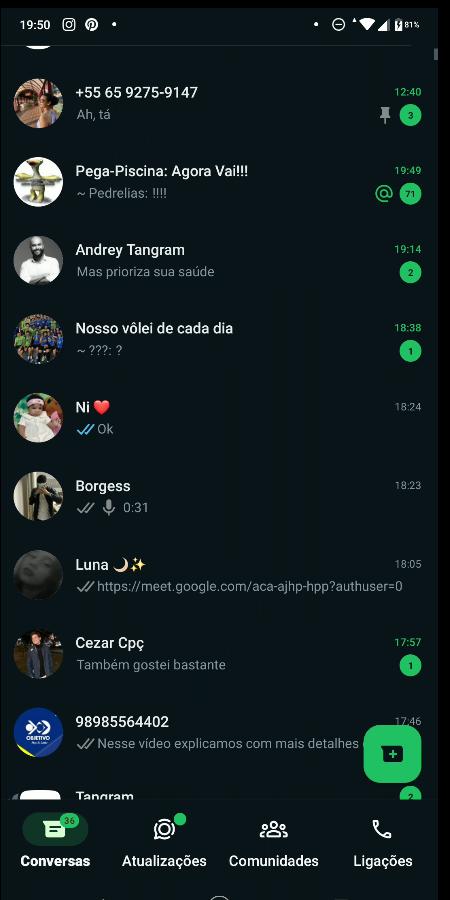 19:50
81%
+55 65 9275-9147
12:40
Ah, tá
3
Pega-Piscina: Agora Vai!!!
19:49
~ Pedrelias: !!!!
71
Andrey Tangram
19:14
Mas prioriza sua saúde
2
Nosso vôlei de cada dia
18:38
~ ???: ?
1
Ni ❤️
18:24
Ok
Borgess
18:23
0:31
Luna 🌙✨
18:05
https://meet.google.com/aca-ajhp-hpp?authuser=0
Cezar Cpç
17:57
Também gostei bastante
1
OBJETIVO
98985564402
17:46
Nesse vídeo explicamos com mais detalhes
Tangram
2
36
Conversas
Atualizações
Comunidades
Ligações